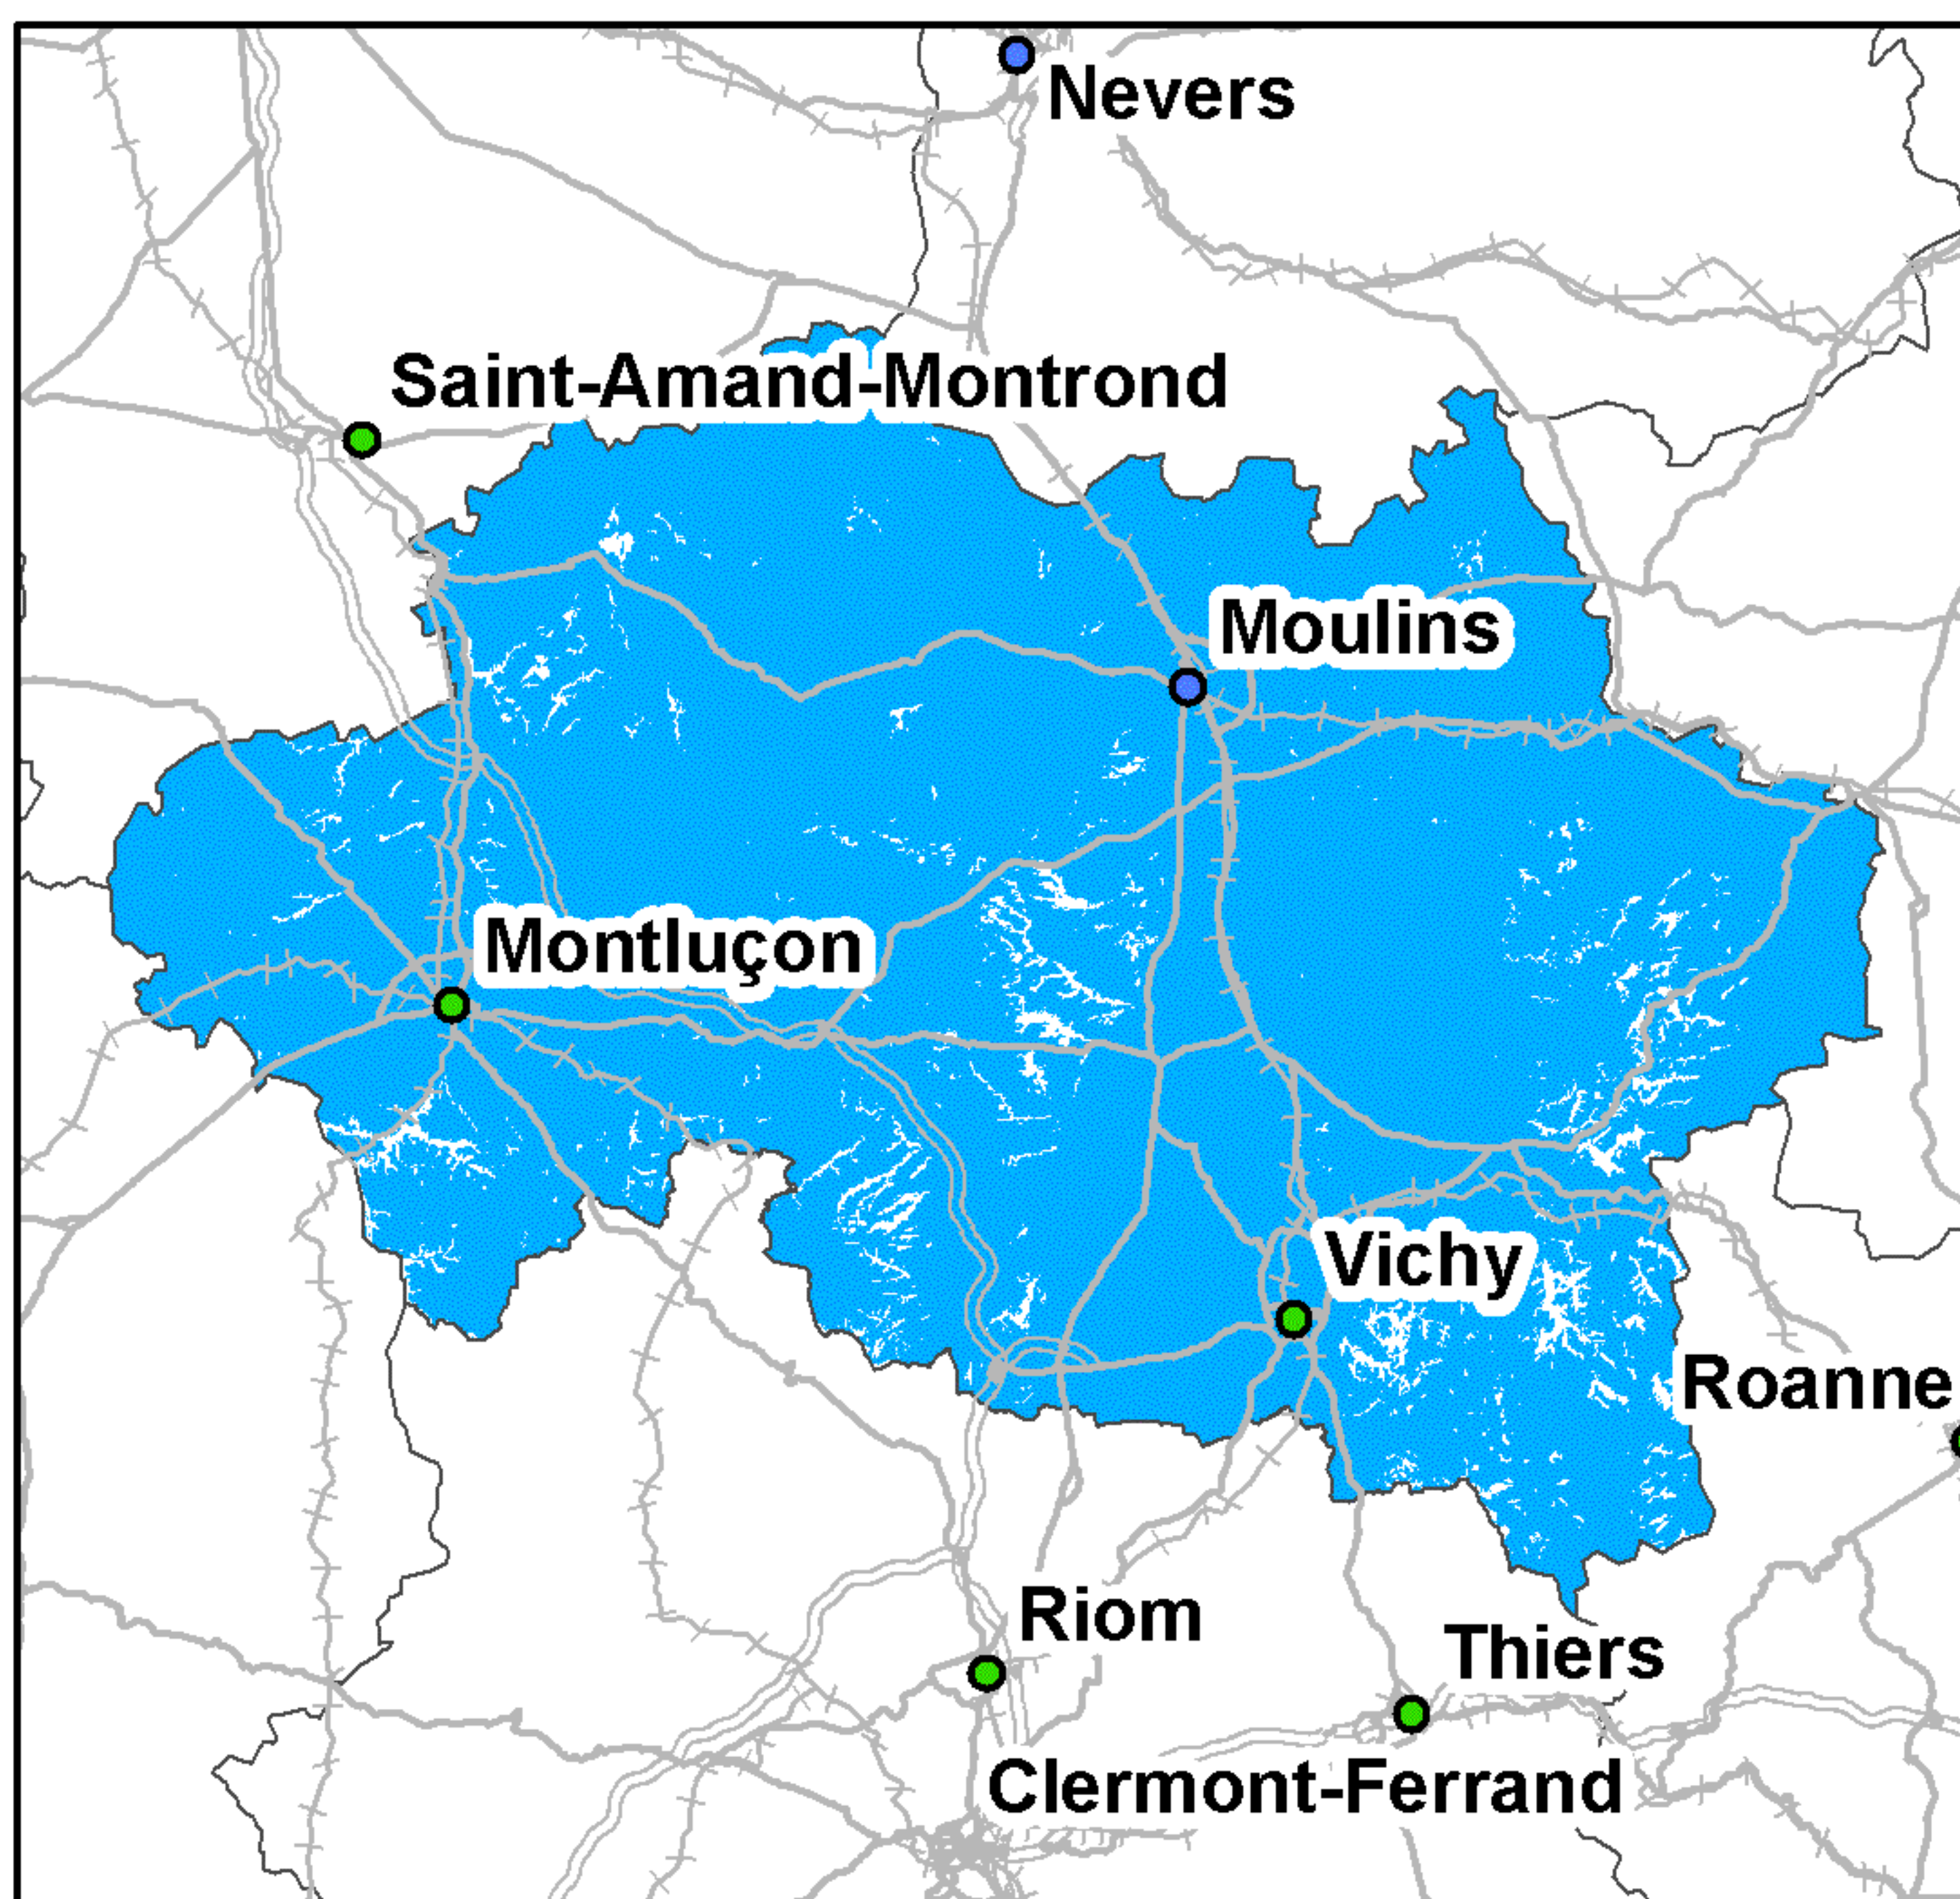 Nevers
Saint-Amand-Montrond
Moulins
Montluçon
Vichy
Roanne
Riom
Thiers
Clermont-Ferrand